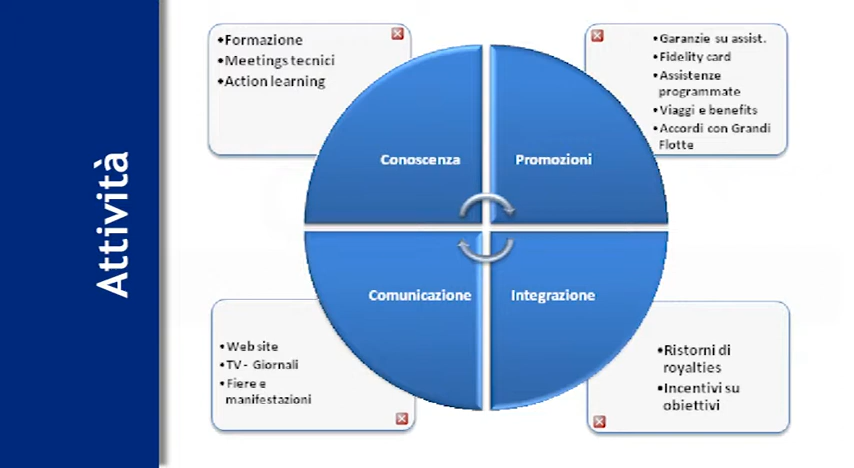 Attività
•Formazione
•Meetings tecnici
•Action learning
•Garanzie su assist.
•Fidelity card
•Assistenze
programmate
•Viaggi e benefits
•Accordi con Grandi
Flotte
Conoscenza
Promozioni
Comunicazione
Integrazione
•Web site
•TV - Giornali
•Fiere e
manifestazioni
•Ristorni di
royalties
•Incentivi su
obiettivi